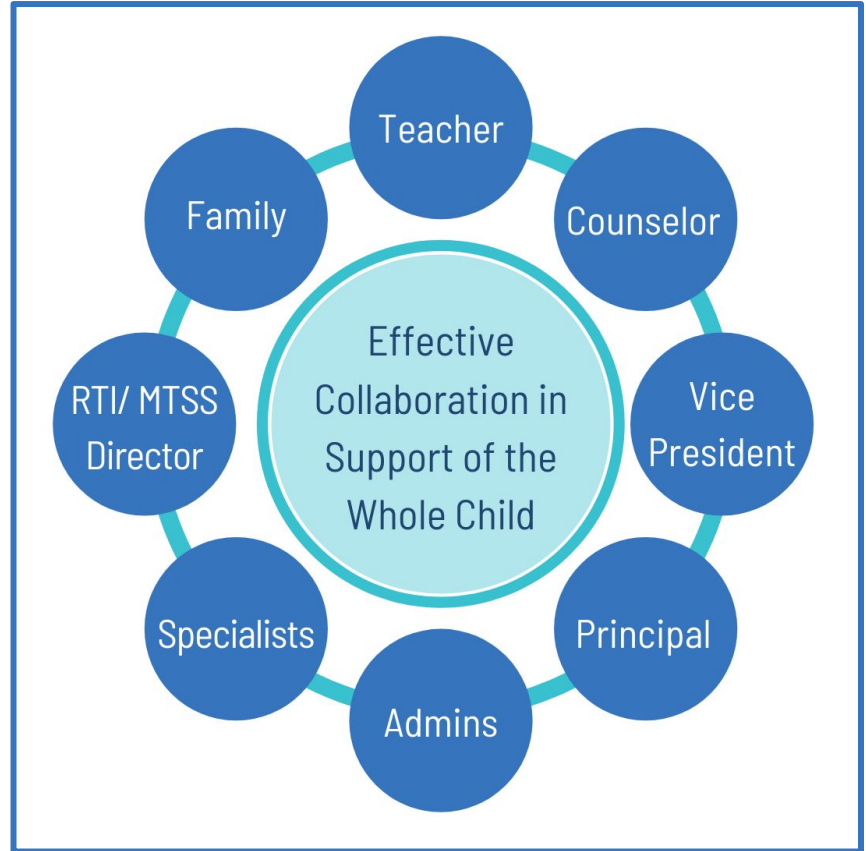 Teacher
Counselor
Vice
President
Principal
Admins
Specialists
RTI/ MTSS
Director
Family
Effective
Collaboration in
Support of the
Whole Child